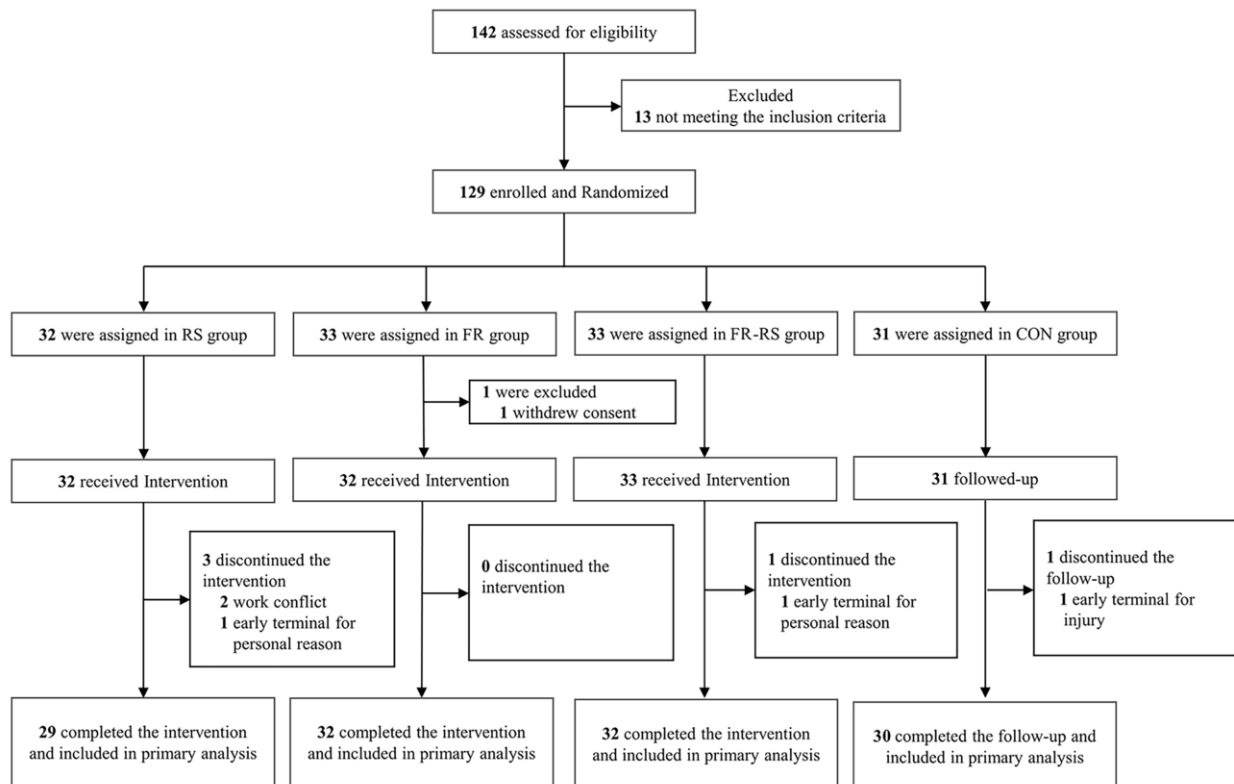 142 assessed for eligibility
Excluded
13 not meeting the inclusion criteria
129 enrolled and Randomized
32 were assigned in RS group
33 were assigned in FR group
33 were assigned in FR-RS group
31 were assigned in CON group
1 were excluded
1 withdrew consent
32 received Intervention
32 received Intervention
33 received Intervention
31 followed-up
3 discontinued the
intervention
2 work conflict
1 early terminal for
personal reason
0 discontinued the
intervention
1 discontinued the
intervention
1 early terminal for
personal reason
1 discontinued the
follow-up
1 early terminal for
injury
29 completed the intervention
and included in primary analysis
32 completed the intervention
and included in primary analysis
32 completed the intervention
and included in primary analysis
30 completed the follow-up and
included in primary analysis